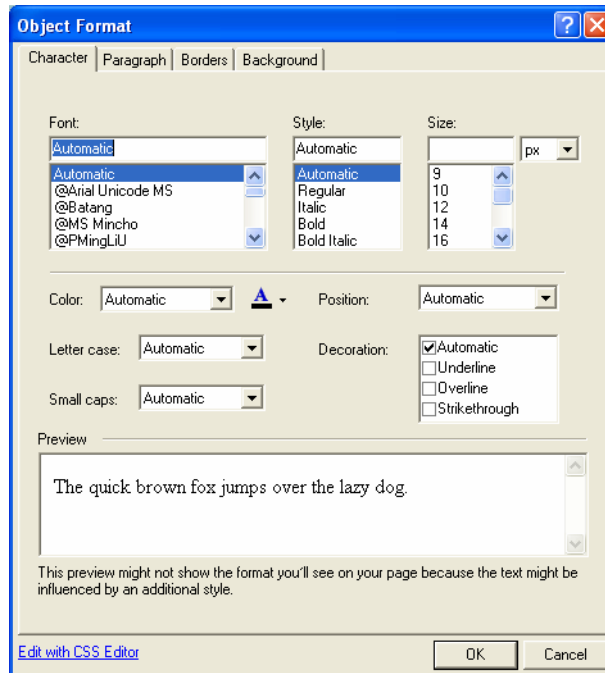 Object Format
Character Paragraph Borders Background
Font: Style: Size:
Automatic Automatic px
Automatic Automatic 9
@Arial Unicode MS Regular 10
@Batang Italic 12
@MS Mincho Bold 14
@PMingLiU Bold Italic 16
Color: Automatic A Position: Automatic
Letter case: Automatic Decoration: Automatic
Underline
Small caps: Automatic Overline
Strikethrough
Preview
The quick brown fox jumps over the lazy dog.
This preview might not show the format you'll see on your page because the text might be
influenced by an additional style.
Edit with CSS Editor OK Cancel